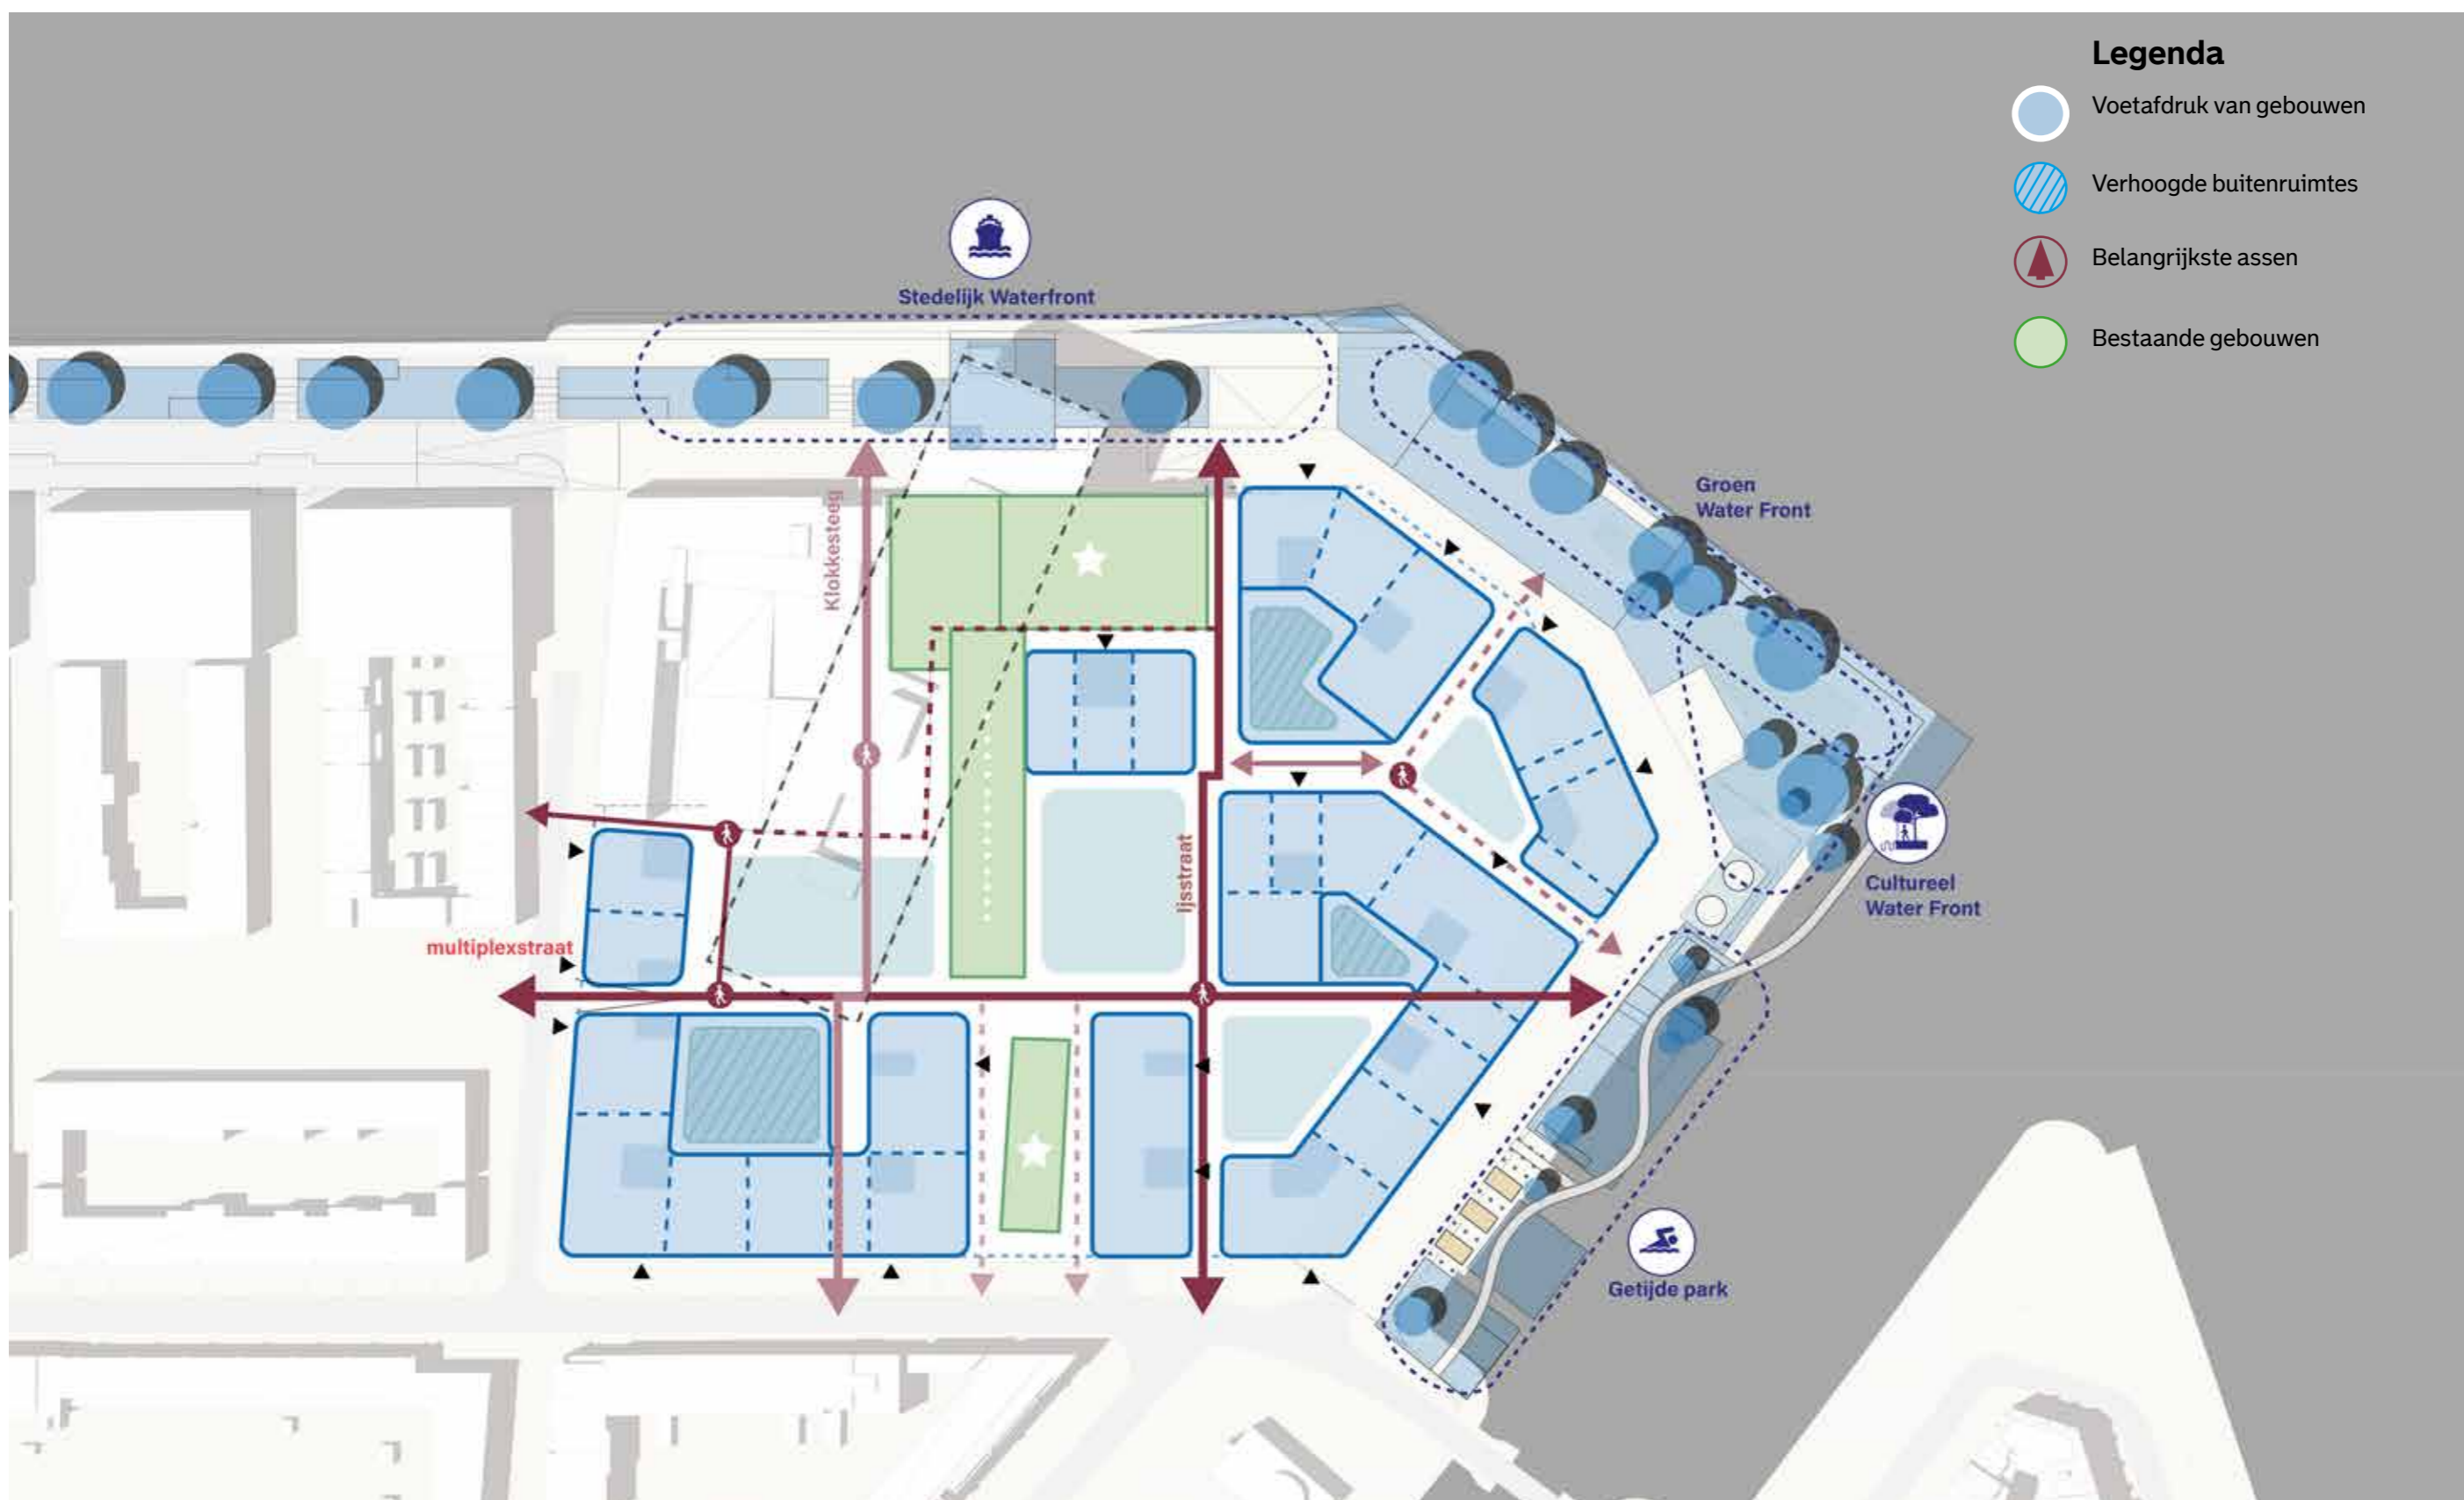 Legenda
Voetafdruk van gebouwen
Verhoogde buitenruimtes
Belangrijkste assen
Bestaande gebouwen
Stedelijk Waterfront
Groen
Water Front
Klokkesteeg
Ijsstraat
Cultureel
Water Front
multiplexstraat
Getijde park